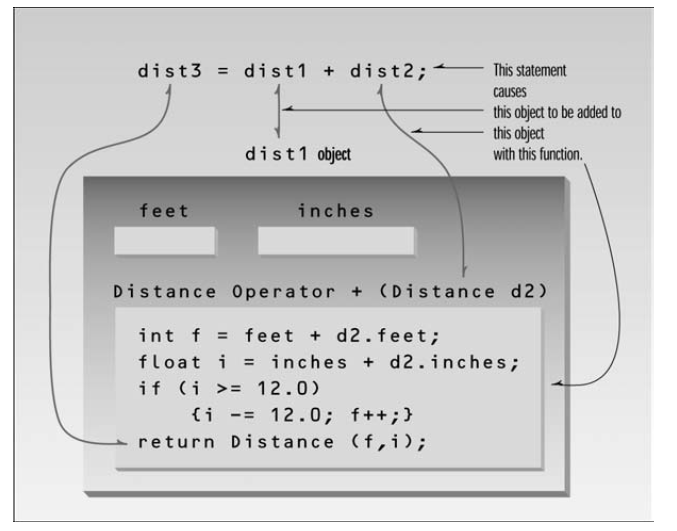 dist3 = dist1 + dist2;
This statement
causes
this object to be added to
this object
with this function.
dist1 object
feet inches
Distance Operator + (Distance d2)
int f = feet + d2.feet;
float i = inches + d2.inches;
if (i >= 12.0)
{i -= 12.0; f++;}
return Distance (f,i);